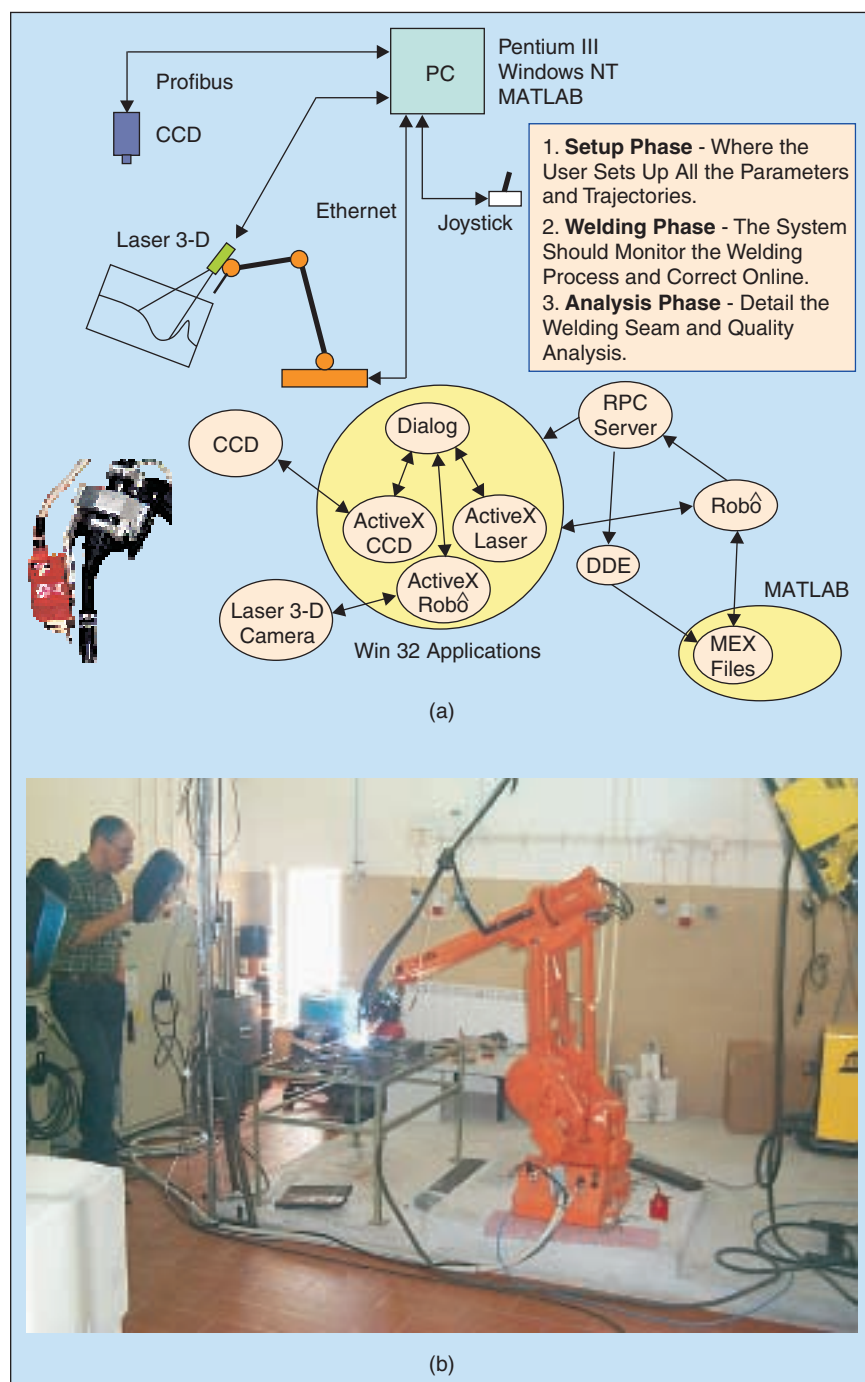 PC
Pentium III
Windows NT
MATLAB
Profibus
CCD
Ethernet
Joystick
Laser 3-D
1. Setup Phase - Where the
User Sets Up All the Parameters
and Trajectories.
2. Welding Phase - The System
Should Monitor the Welding
Process and Correct Online.
3. Analysis Phase - Detail the
Welding Seam and Quality
Analysis.
CCD
Dialog
ActiveX
CCD
ActiveX
Laser
ActiveX
Robô
Laser 3-D
Camera
Win 32 Applications
RPC
Server
Robô
DDE
MATLAB
MEX
Files
(a)
(b)